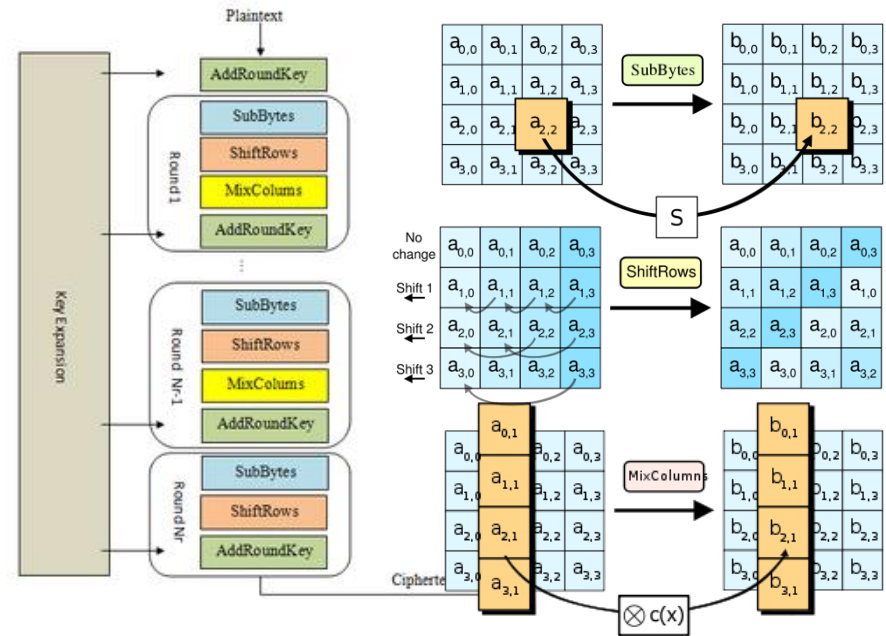 Plaintext
AddRoundKey
SubBytes
ShiftRows
MixColums
AddRoundKey
Round 1
...
SubBytes
ShiftRows
MixColums
AddRoundKey
Round Nr-1
SubBytes
ShiftRows
AddRoundKey
Round Nr
Key Expansion
Cipherte
a0,0 a0,1 a0,2 a0,3
a1,0 a1,1 a1,2 a1,3
a2,0 a2,1 a2,2 a2,3
a3,0 a3,1 a3,2 a3,3
SubBytes
b0,0 b0,1 b0,2 b0,3
b1,0 b1,1 b1,2 b1,3
b2,0 b2,1 b2,2 b2,3
b3,0 b3,1 b3,2 b3,3
S
No
change
Shift 1
Shift 2
Shift 3
a0,0 a0,1 a0,2 a0,3
a1,0 a1,1 a1,2 a1,3
a2,0 a2,1 a2,2 a2,3
a3,0 a3,1 a3,2 a3,3
ShiftRows
a0,0 a0,1 a0,2 a0,3
a1,1 a1,2 a1,3 a1,0
a2,2 a2,3 a2,0 a2,1
a3,3 a3,0 a3,1 a3,2
a0,0 a0,1 a0,2 a0,3
a1,0 a1,1 a1,2 a1,3
a2,0 a2,1 a2,2 a2,3
a3,0 a3,1 a3,2 a3,3
MixColumns
b0,0 b0,1 b0,2 b0,3
b1,0 b1,1 b1,2 b1,3
b2,0 b2,1 b2,2 b2,3
b3,0 b3,1 b3,2 b3,3
⊗ c(x)